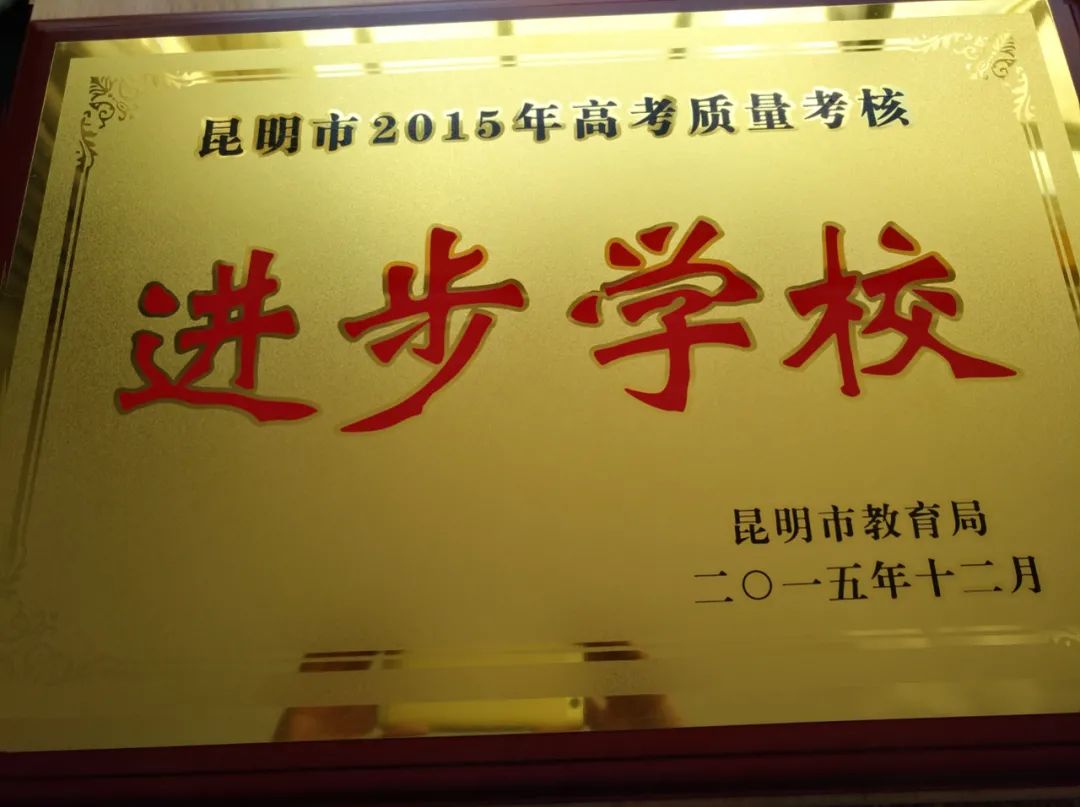 昆明市2015年高考质量考核
进步学校
昆明市教育局
二〇一五年十二月